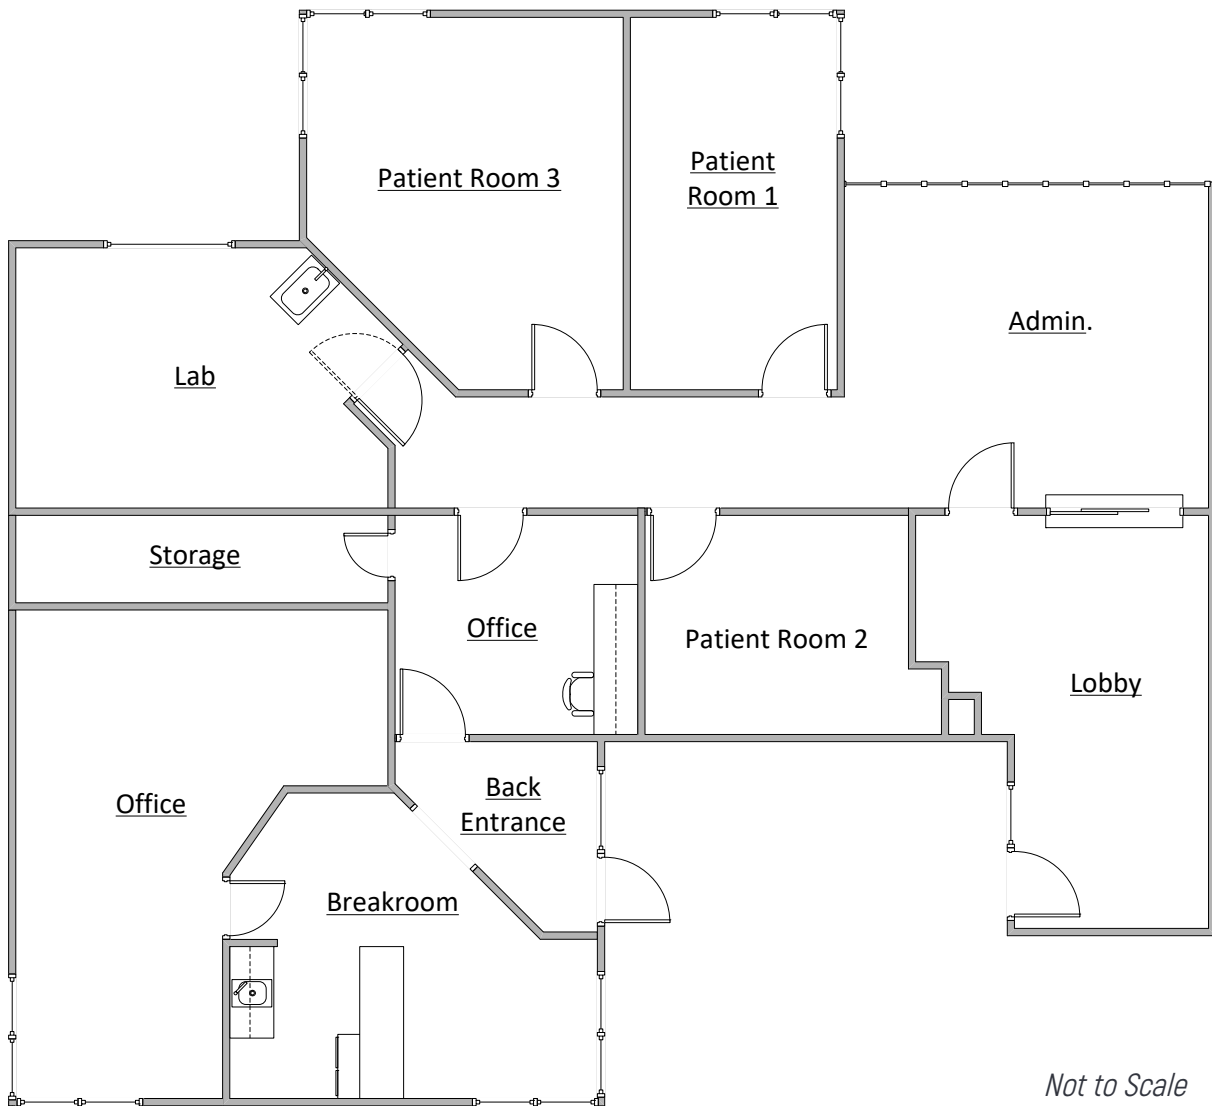 Patient
Room 1
Patient Room 3
Admin.
Lab
Storage
Office
Patient Room 2
Lobby
Back
Entrance
Office
Breakroom
Not to Scale